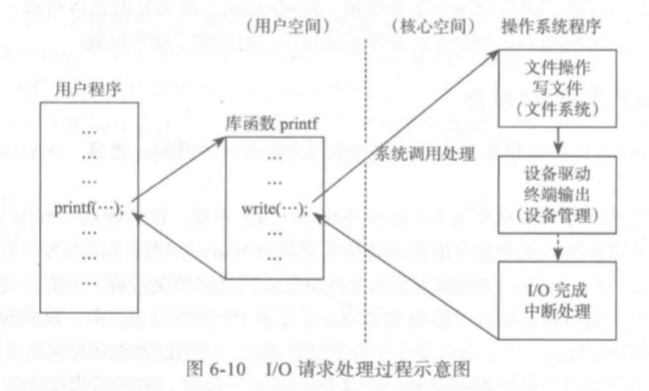 （用户空间）
（核心空间）
操作系统程序
用户程序
…
…
…
printf(…);
…
库函数 printf
…
…
write(…);
…
系统调用处理
文件操作
写文件
（文件系统）
设备驱动
终端输出
（设备管理）
I/O 完成
中断处理
图 6-10 I/O 请求处理过程示意图